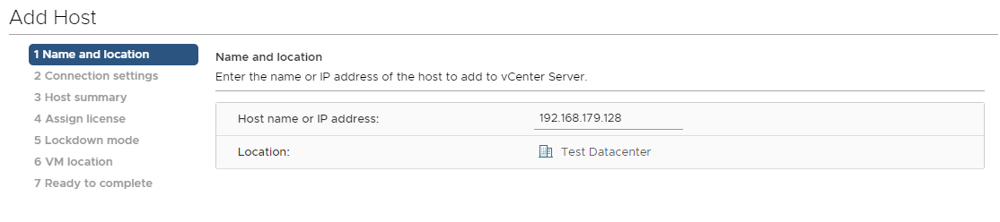 Add Host
1 Name and location
2 Connection settings
3 Host summary
4 Assign license
5 Lockdown mode
6 VM location
7 Ready to complete
Name and location
Enter the name or IP address of the host to add to vCenter Server.
Host name or IP address: 192.168.179.128
Location: Test Datacenter